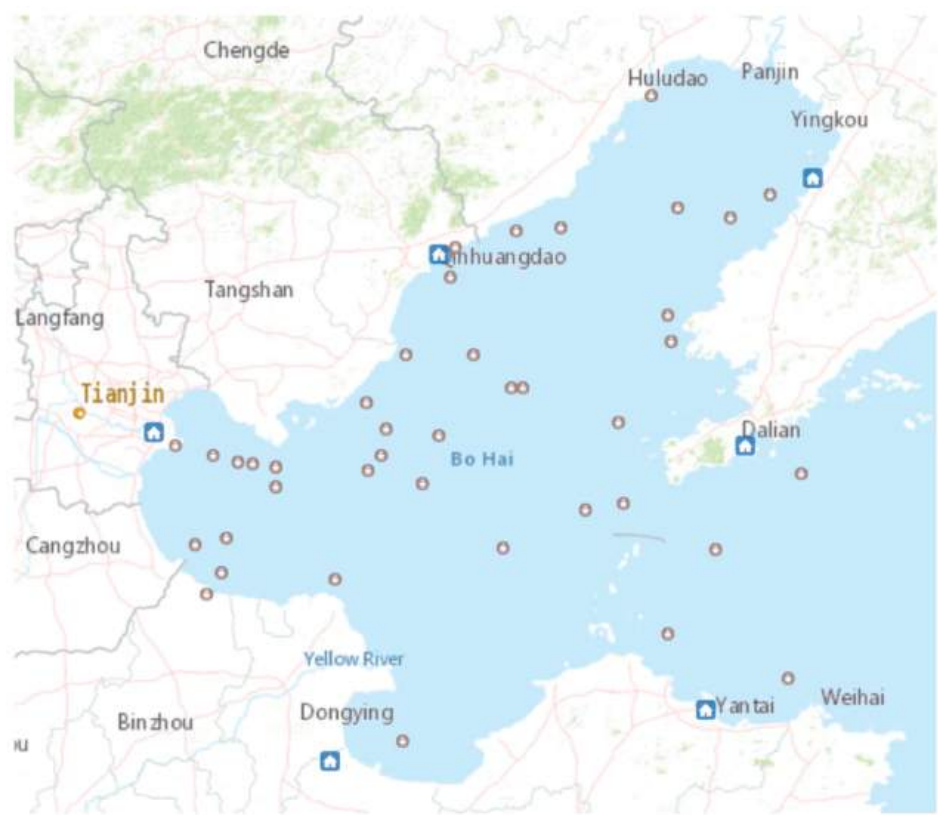 Chengde
Huludao
Panjin
Yingkou
Qinhuangdao
Tangshan
Langfang
Tianjin
Dalian
Bo Hai
Cangzhou
Yellow River
Weihai
Yantai
Dongying
Binzhou